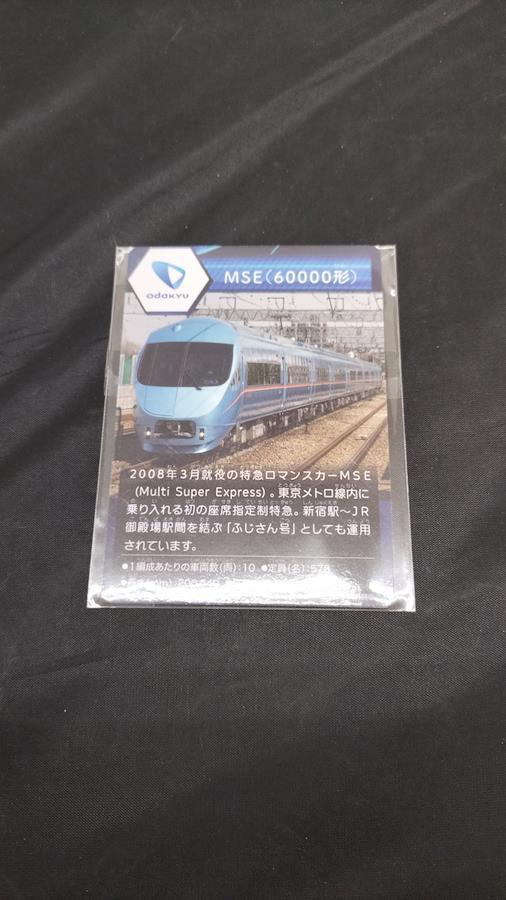 odakyu
MSE(60000形)
2008年3月就役の特急ロマンスカーMSE
(Multi Super Express)。東京メトロ線内に
乗り入れる初の座席指定制特急。新宿駅〜JR
御殿場駅間を結ぶ「ふじさん号」としても運用
されています。
●1編成あたりの車両数(両):10 ●定員(名):578